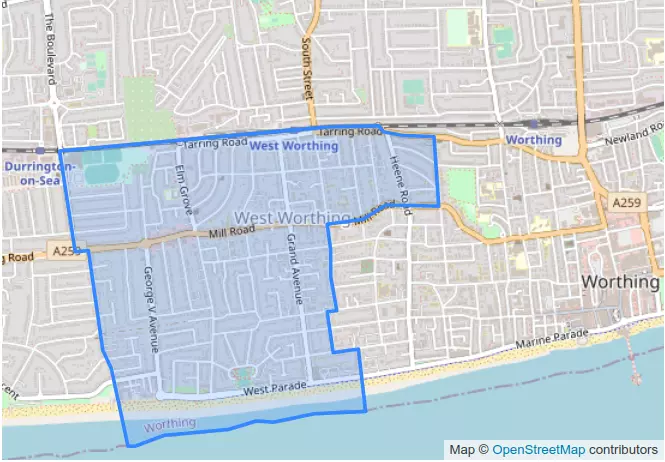 The Boulevard
South Street
Tarring Road
Tarring Road
West Worthing
Worthing
Newland Road
Durrington-
on-Sea
Elm Grove
Heene Road
A259
West Worthing
Mill Road
Mill Road
A259
ng Road
Grand Avenue
George V Avenue
Worthing
Marine Parade
West Parade
cent
Worthing
Map © OpenStreetMap contributors